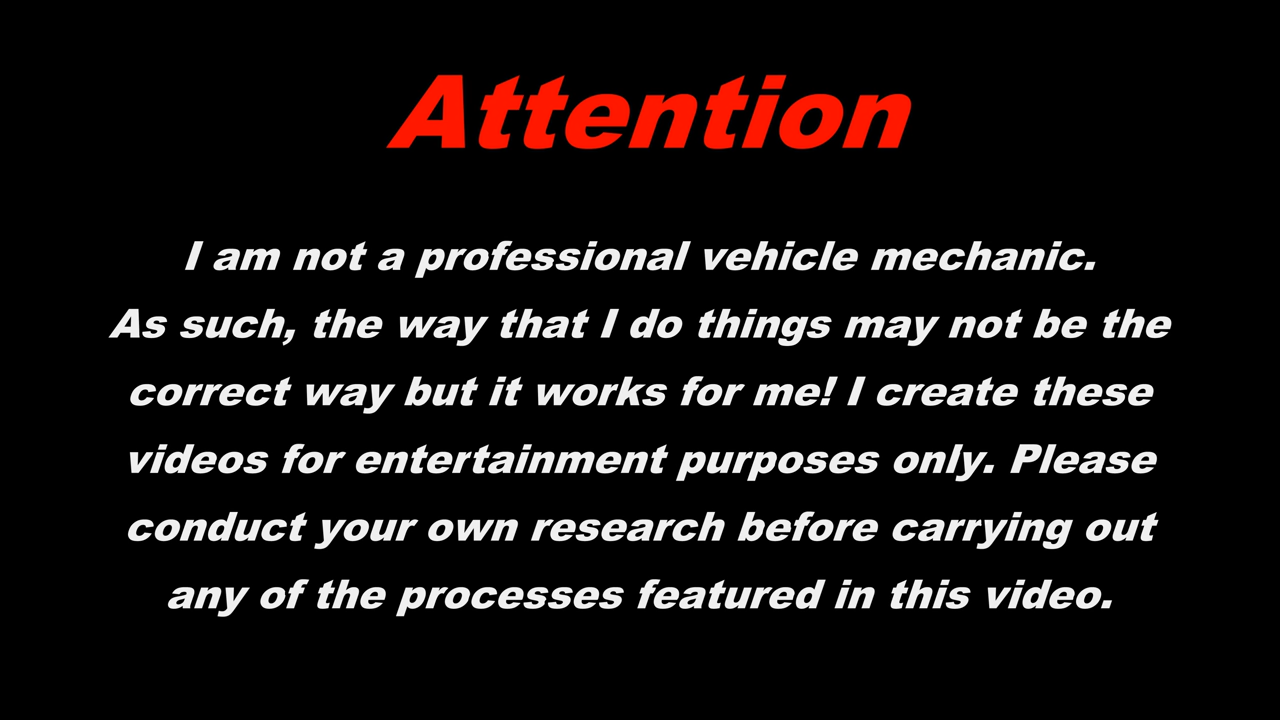 Attention
I am not a professional vehicle mechanic.
As such, the way that I do things may not be the
correct way but it works for me! I create these
videos for entertainment purposes only. Please
conduct your own research before carrying out
any of the processes featured in this video.